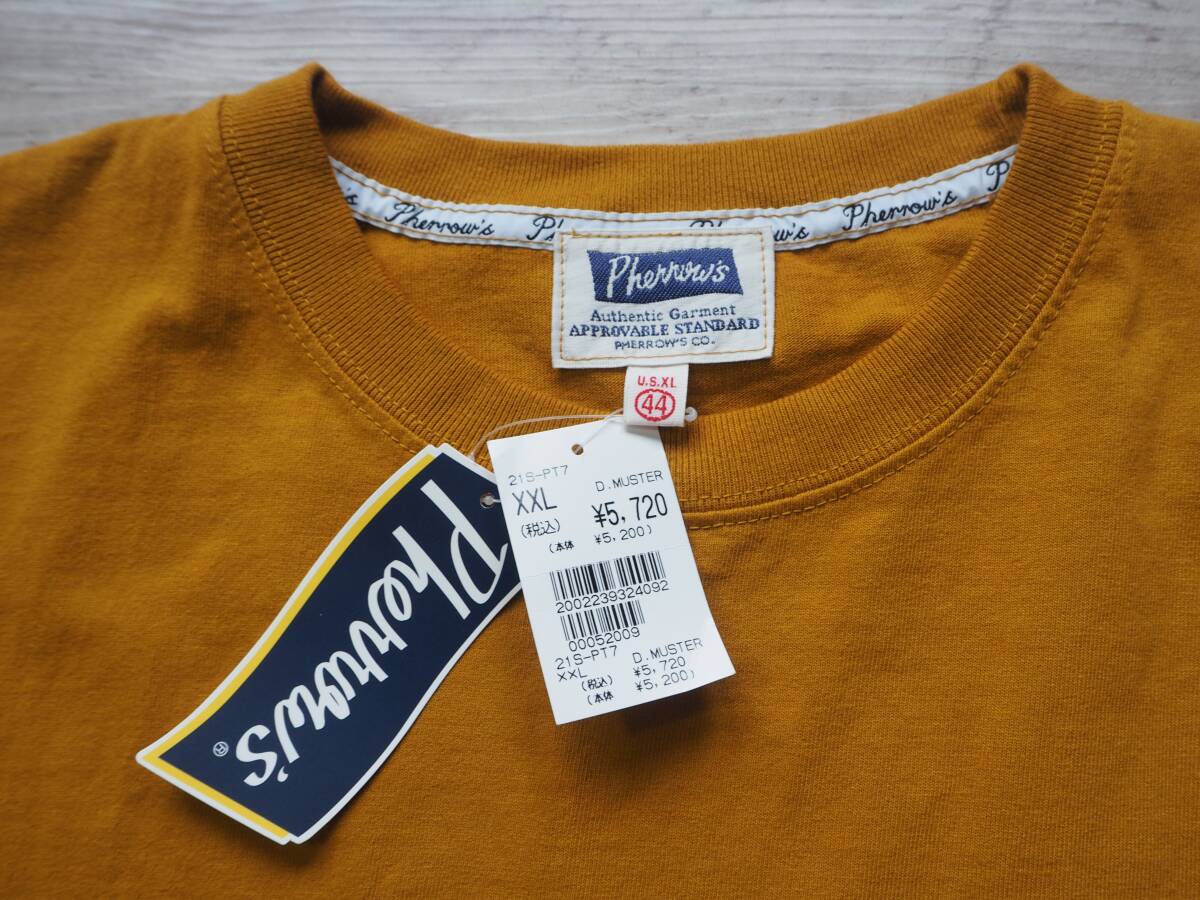 Pherrow's Pherrow's
Pherrow's
Pherrow's
Authentic Garment
APPROVABLE STANDARD
PHERROW'S CO.
U.S.XL
44
21S-PT7 D.MUSTER
XXL ¥5,720
(税込)
(本体 ¥5,200)
2002239324092
00052009
21S-PT7 D.MUSTER
XXL ¥5,720
(税込)
(本体 ¥5,200)
Pherrow's®